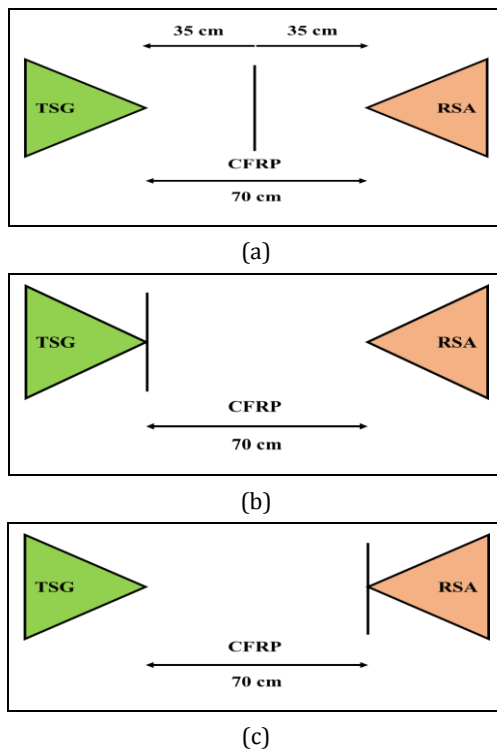 35 cm 35 cm
TSG RSA
CFRP
70 cm
(a)
TSG RSA
CFRP
70 cm
(b)
TSG RSA
CFRP
70 cm
(c)